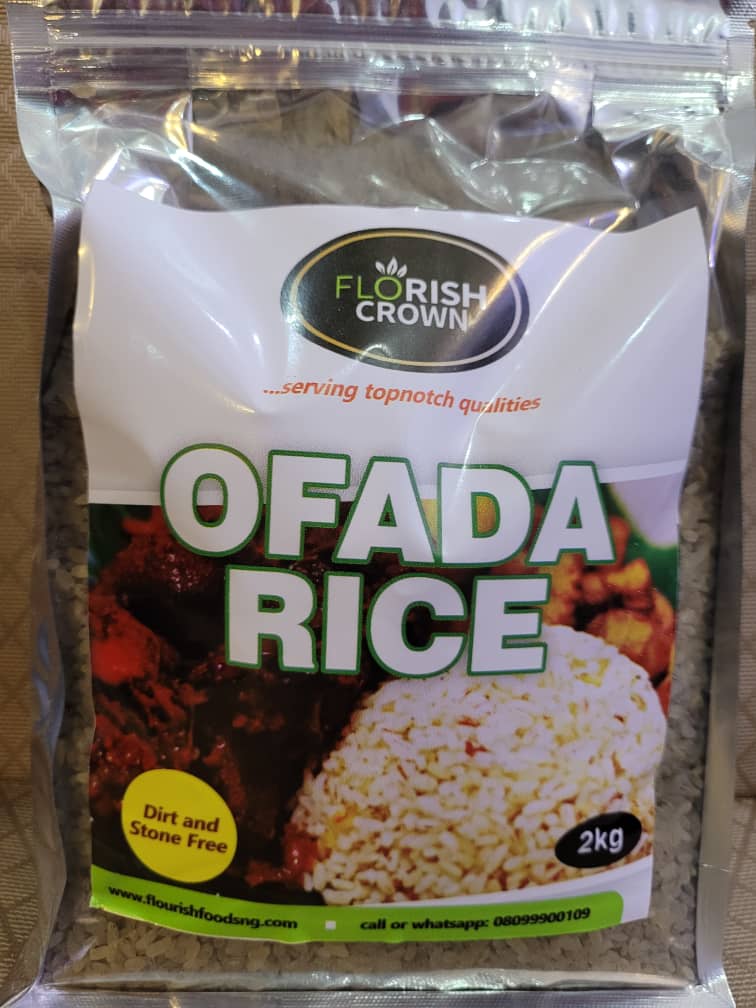 FLORISH
CROWN
...serving topnotch qualities
OFADA
RICE
Dirt and
Stone Free
2kg
www.flourishfoodsng.com
call or whatsapp: 08099900109